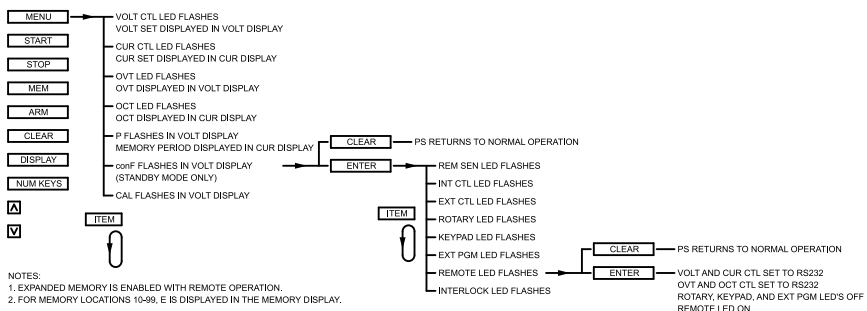 MENU
START
STOP
MEM
ARM
CLEAR
DISPLAY
NUM KEYS
VOLT CTL LED FLASHES
VOLT SET DISPLAYED IN VOLT DISPLAY
CUR CTL LED FLASHES
CUR SET DISPLAYED IN CUR DISPLAY
OVT LED FLASHES
OVT DISPLAYED IN VOLT DISPLAY
OCT LED FLASHES
OCT DISPLAYED IN CUR DISPLAY
P FLASHES IN VOLT DISPLAY
MEMORY PERIOD DISPLAYED IN CUR DISPLAY
conF FLASHES IN VOLT DISPLAY
(STANDBY MODE ONLY)
CAL FLASHES IN VOLT DISPLAY
ITEM
CLEAR
PS RETURNS TO NORMAL OPERATION
ENTER
REM SEN LED FLASHES
INT CTL LED FLASHES
EXT CTL LED FLASHES
ROTARY LED FLASHES
KEYPAD LED FLASHES
EXT PGM LED FLASHES
REMOTE LED FLASHES
INTERLOCK LED FLASHES
ITEM
CLEAR
PS RETURNS TO NORMAL OPERATION
ENTER
VOLT AND CUR CTL SET TO RS232
OVT AND OCT CTL SET TO RS232
ROTARY, KEYPAD, AND EXT PGM LED'S OFF
REMOTE LED ON
NOTES:
1. EXPANDED MEMORY IS ENABLED WITH REMOTE OPERATION.
2. FOR MEMORY LOCATIONS 10-99, E IS DISPLAYED IN THE MEMORY DISPLAY.